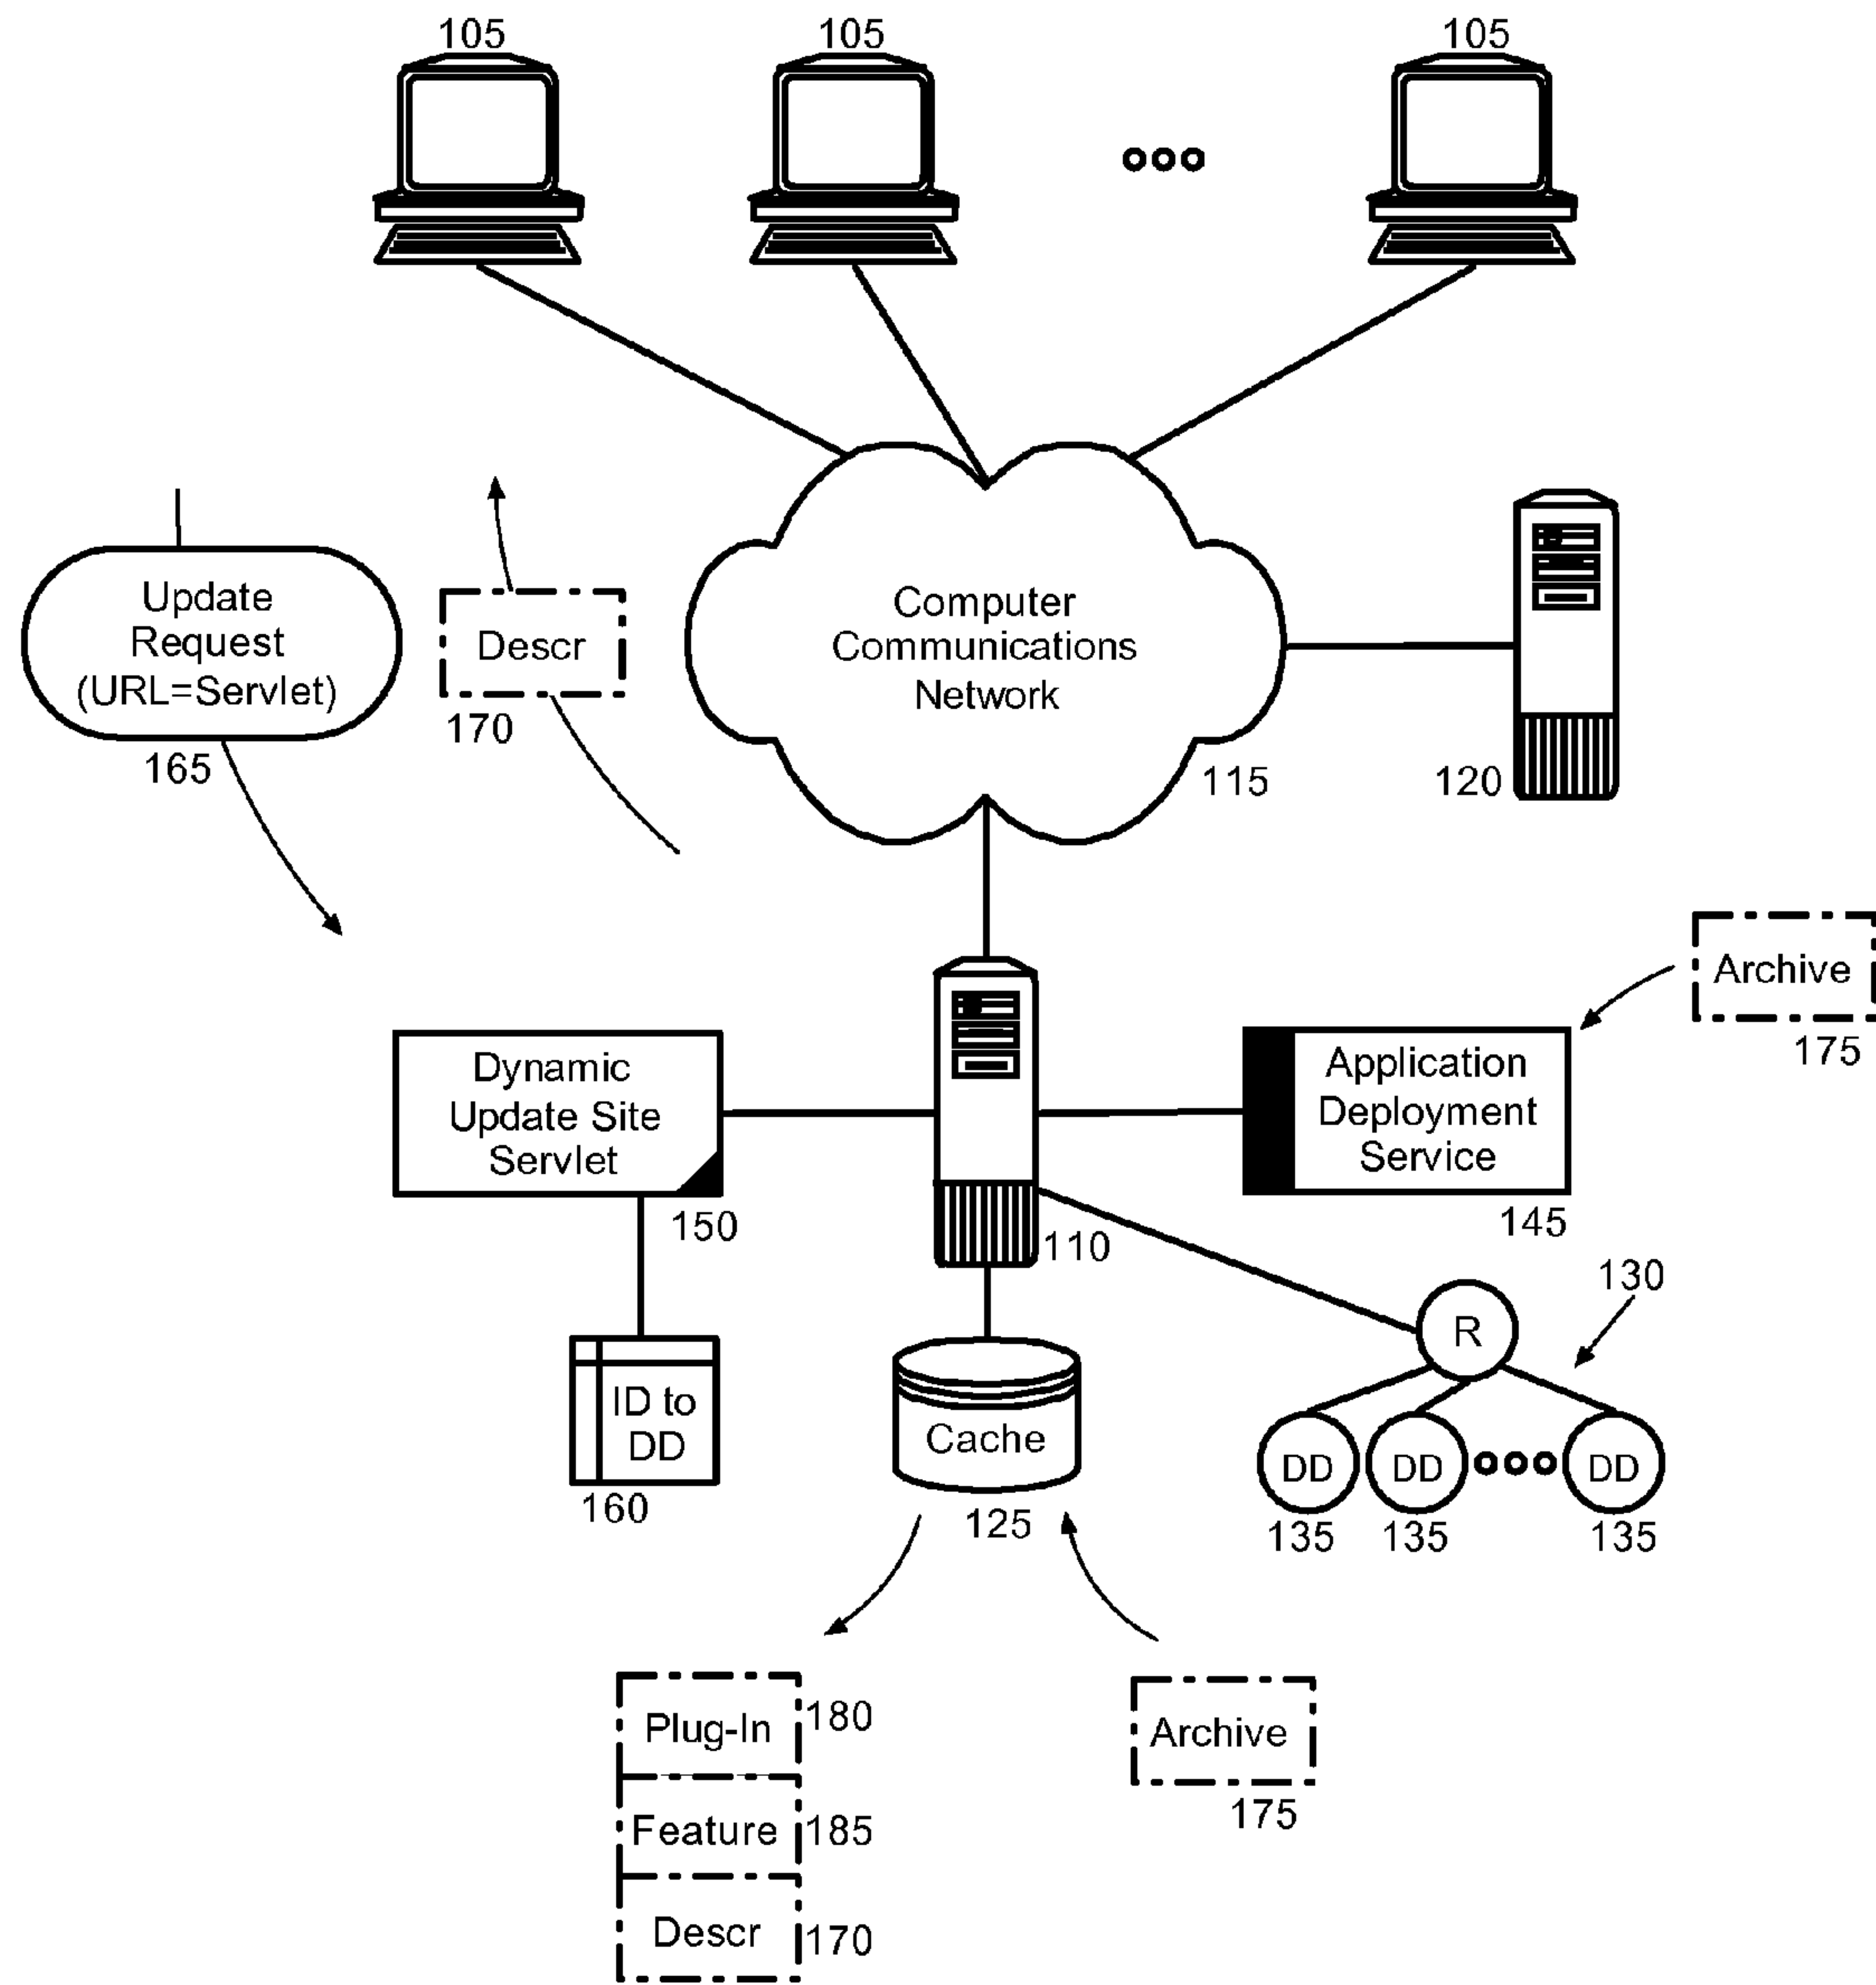 105
105
105
Update
Request
(URL=Servlet)
165
Descr
170
Computer
Communications
Network
115
120
Archive
175
Dynamic
Update Site
Servlet
150
110
Application
Deployment
Service
145
130
R
ID to
DD
160
Cache
125
DD
DD
DD
135
135
135
Plug-In
180
Feature
185
Descr
170
Archive
175